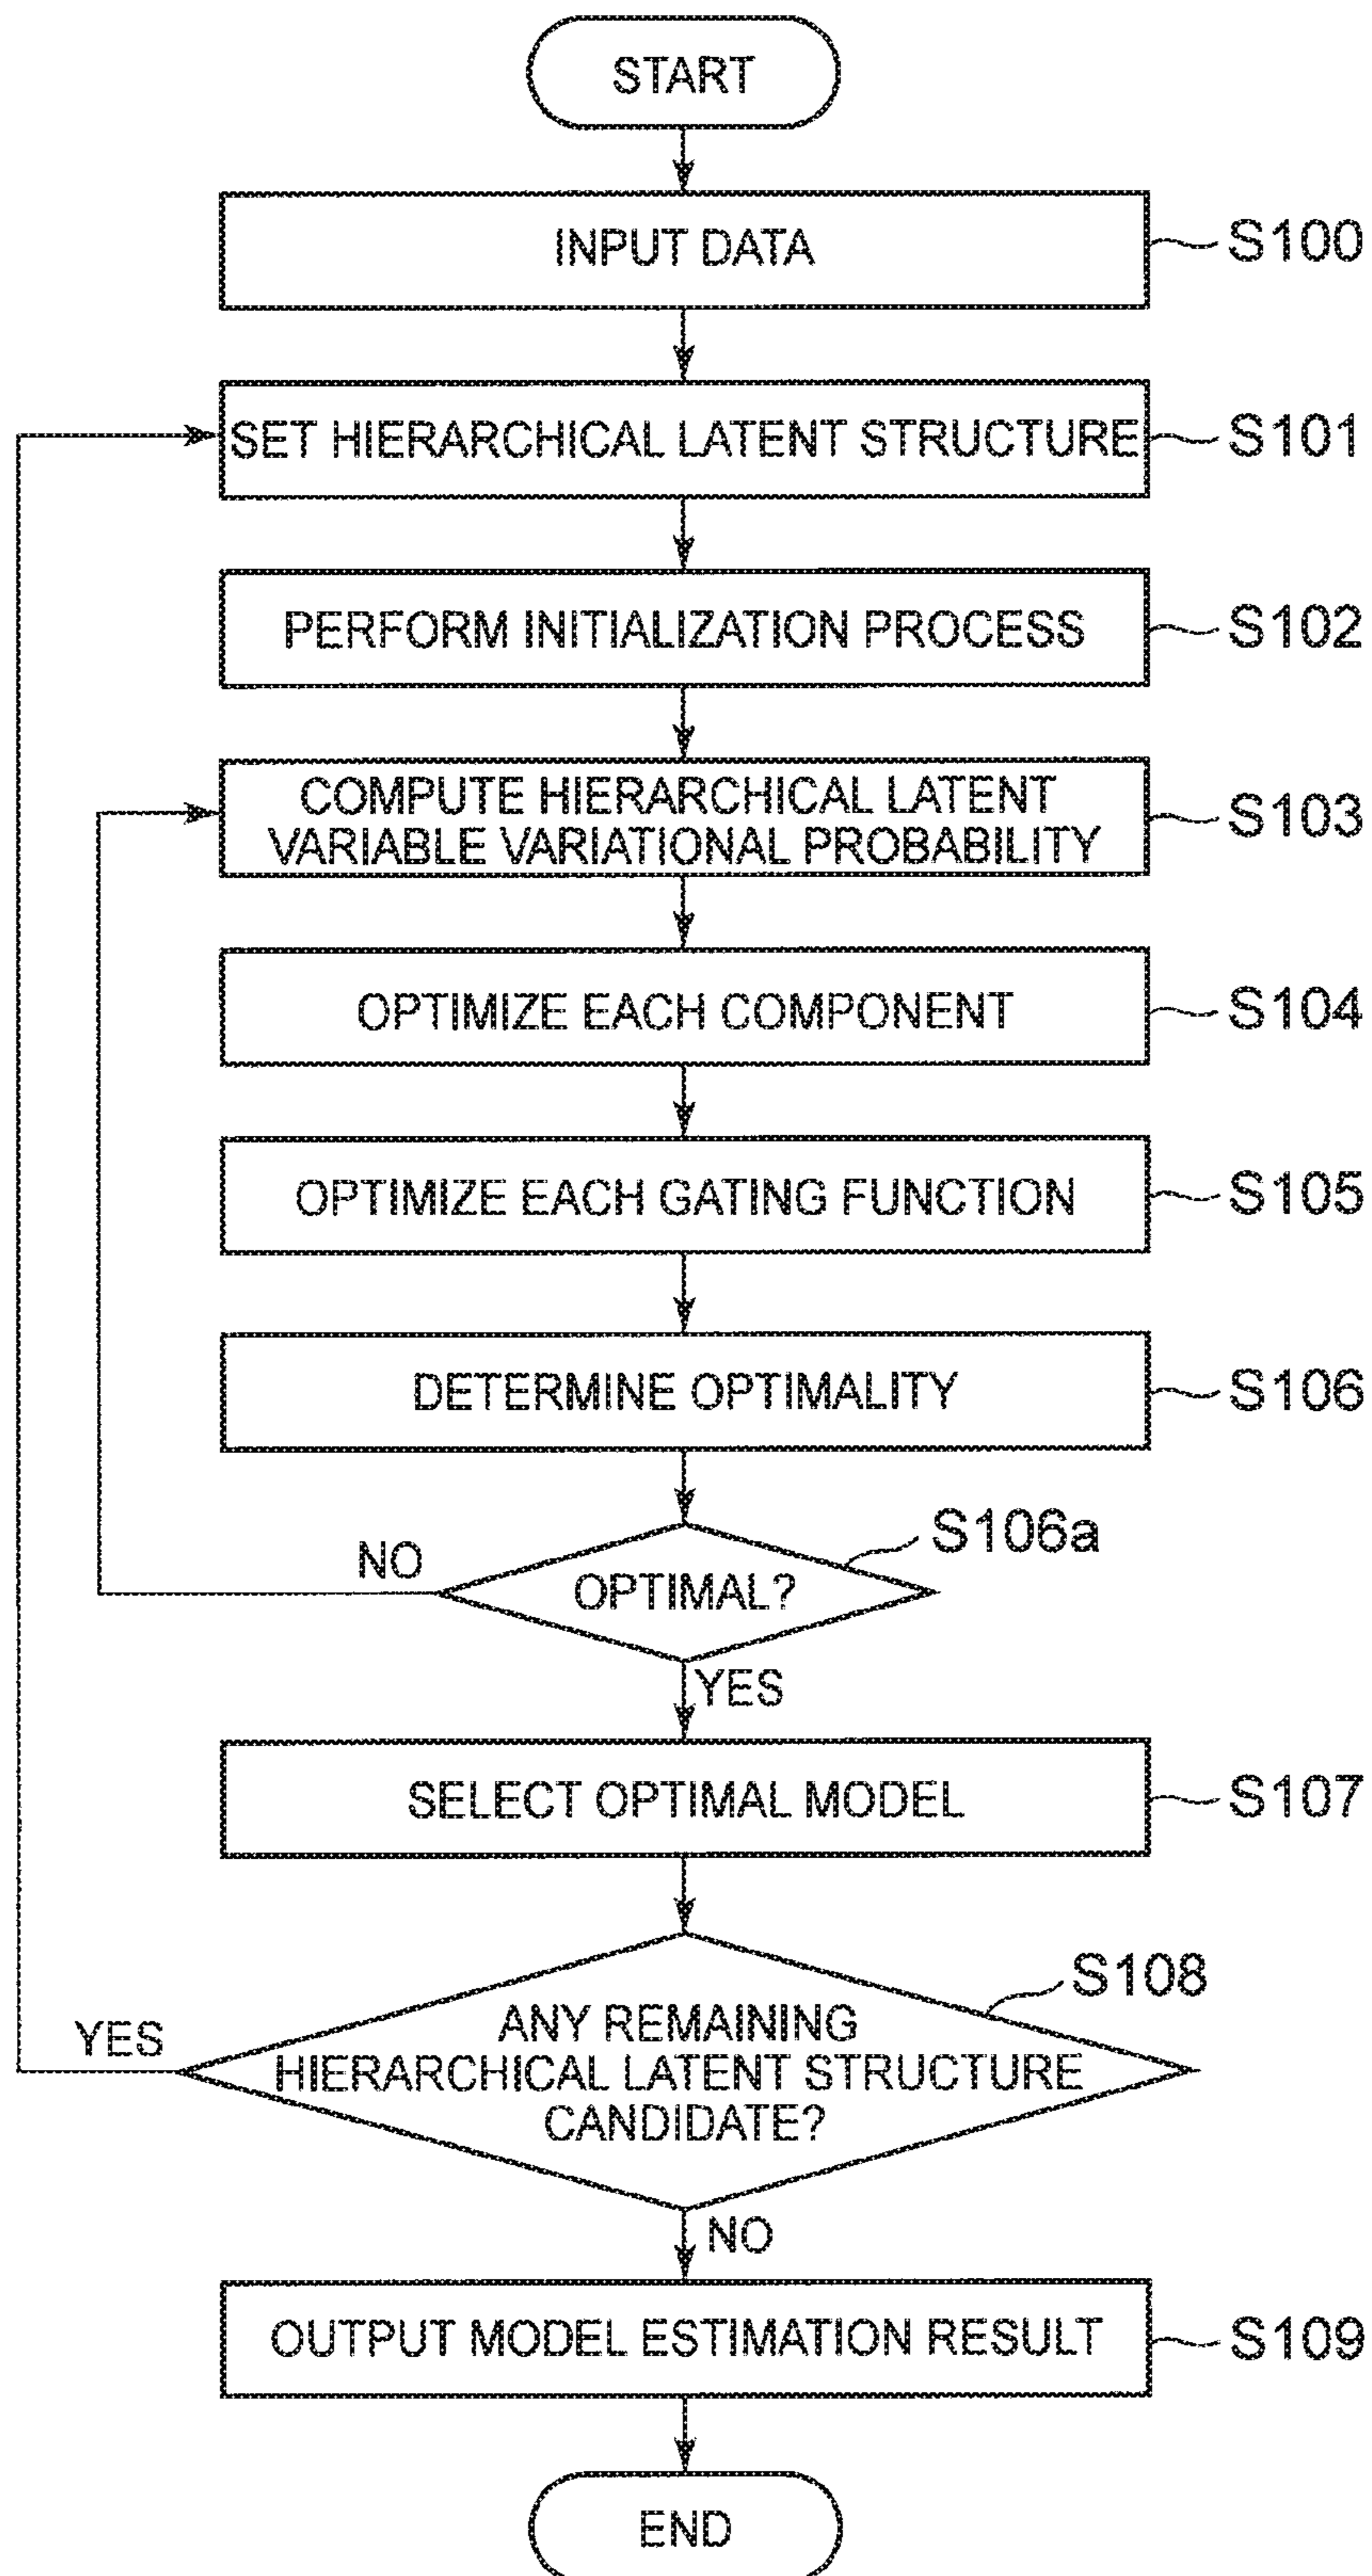 START
INPUT DATA
S100
SET HIERARCHICAL LATENT STRUCTURE
S101
PERFORM INITIALIZATION PROCESS
S102
COMPUTE HIERARCHICAL LATENT
VARIABLE VARIATIONAL PROBABILITY
S103
OPTIMIZE EACH COMPONENT
S104
OPTIMIZE EACH GATING FUNCTION
S105
DETERMINE OPTIMALITY
S106
S106a
NO
OPTIMAL?
YES
SELECT OPTIMAL MODEL
S107
S108
YES
ANY REMAINING
HIERARCHICAL LATENT STRUCTURE
CANDIDATE?
NO
OUTPUT MODEL ESTIMATION RESULT
S109
END